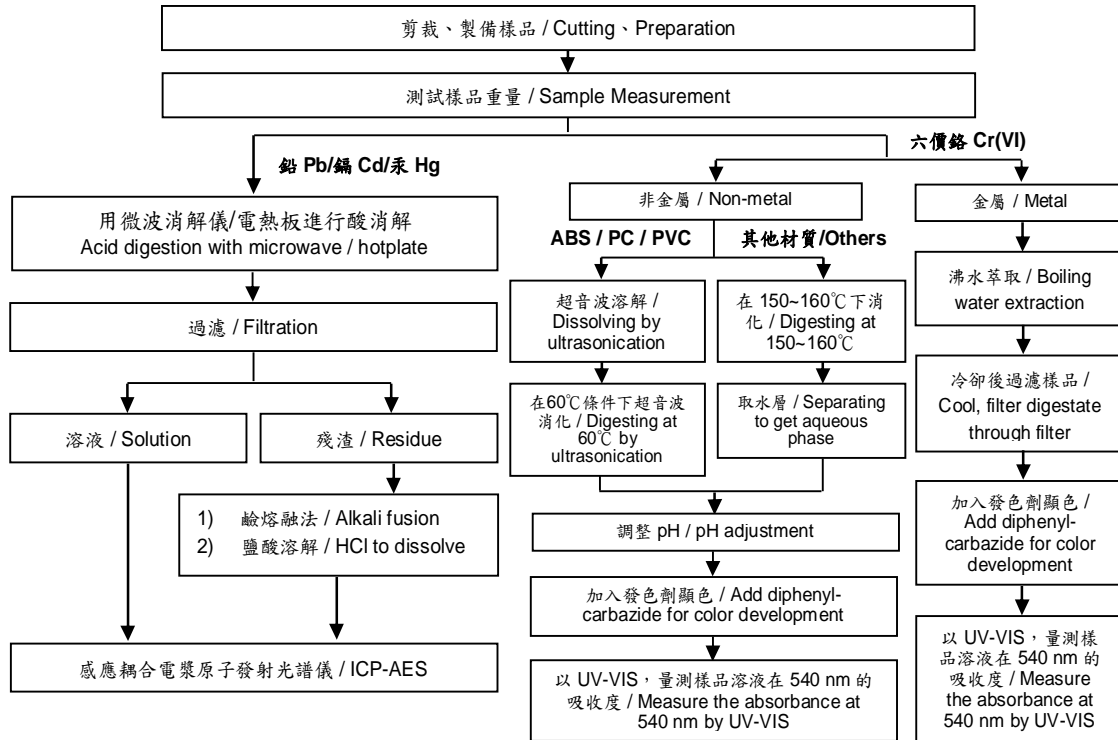 剪裁、製備樣品 / Cutting、Preparation
測試樣品重量 / Sample Measurement
鉛 Pb/鎘 Cd/汞 Hg
六價鉻 Cr(VI)
用微波消解儀/電熱板進行酸消解
Acid digestion with microwave / hotplate
過濾 / Filtration
溶液 / Solution
殘渣 / Residue
1) 鹼熔融法 / Alkali fusion
2) 鹽酸溶解 / HCl to dissolve
感應耦合電漿原子發射光譜儀 / ICP-AES
非金屬 / Non-metal
ABS / PC / PVC
其他材質/Others
超音波溶解 /
Dissolving by
ultrasonication
在60℃條件下超音波
消化 / Digesting at
60℃ by
ultrasonication
在 150~160℃下消
化 / Digesting at
150~160℃
取水層 / Separating
to get aqueous
phase
調整 pH / pH adjustment
加入發色劑顯色 / Add diphenyl-
carbazide for color development
以 UV-VIS，量測樣品溶液在 540 nm 的
吸收度 / Measure the absorbance at
540 nm by UV-VIS
金屬 / Metal
沸水萃取 / Boiling
water extraction
冷卻後過濾樣品 /
Cool, filter digestate
through filter
加入發色劑顯色 /
Add diphenyl-
carbazide for color
development
以 UV-VIS，量測樣
品溶液在 540 nm 的
吸收度 / Measure
the absorbance at
540 nm by UV-VIS